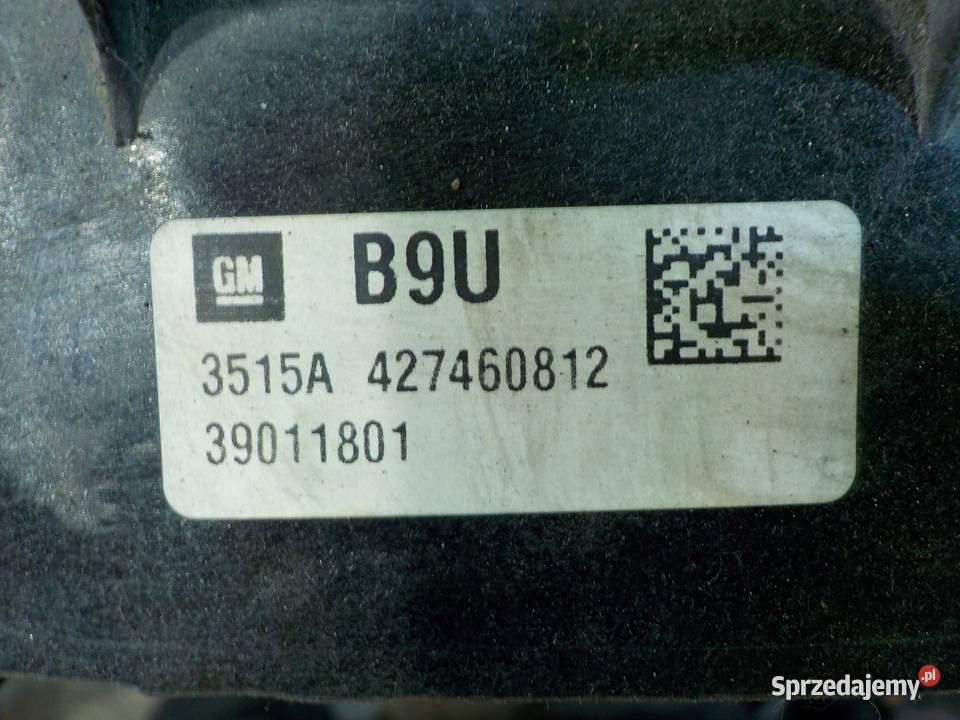 GM B9U
3515A 427460812
39011801
Sprzedajemy.pl